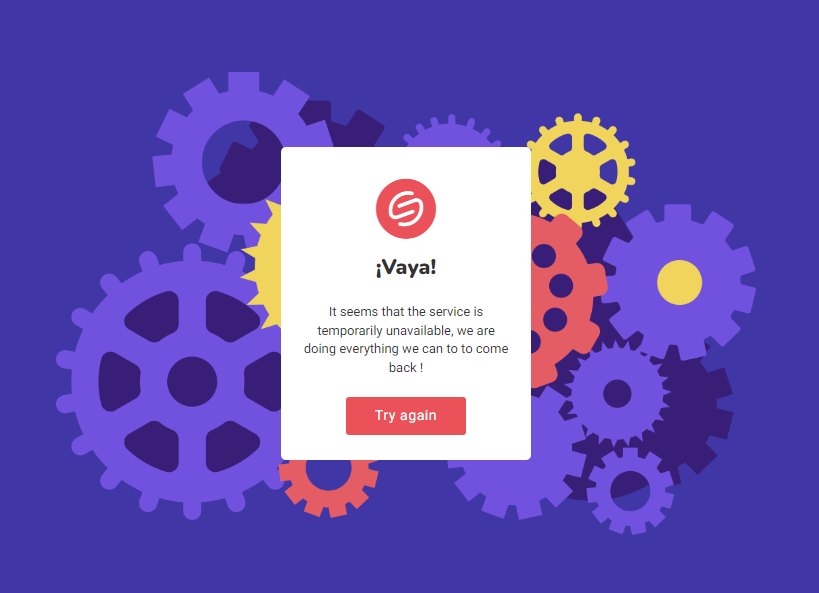 ¡Vaya!
It seems that the service is
temporarily unavailable, we are
doing everything we can to to come
back !
Try again